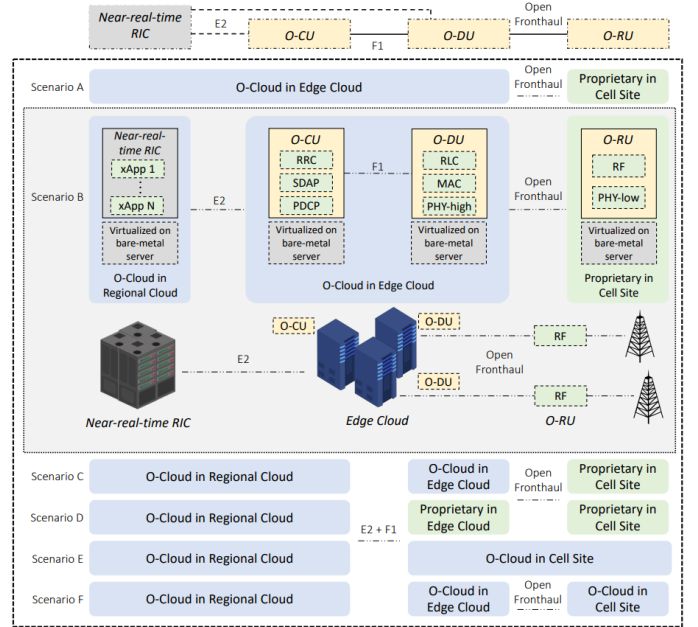 Near-real-time
RIC
E2
O-CU
F1
O-DU
Open
Fronthaul
O-RU
Scenario A
O-Cloud in Edge Cloud
Open
Fronthaul
Proprietary in
Cell Site
Scenario B
Near-real-
time RIC
xApp 1
xApp N
Virtualized on
bare-metal
server
O-Cloud in
Regional Cloud
E2
O-CU
RRC
SDAP
PDCP
Virtualized on
bare-metal
server
F1
O-DU
RLC
MAC
PHY-high
Virtualized on
bare-metal
server
O-Cloud in Edge Cloud
Open
Fronthaul
O-RU
RF
PHY-low
Virtualized on
bare-metal
server
Proprietary in
Cell Site
Near-real-time RIC
E2
O-CU
O-DU
O-DU
Edge Cloud
Open
Fronthaul
RF
RF
O-RU
Scenario C
O-Cloud in Regional Cloud
O-Cloud in
Edge Cloud
Open
Fronthaul
Proprietary in
Cell Site
Scenario D
O-Cloud in Regional Cloud
E2 + F1
Proprietary in
Edge Cloud
Proprietary in
Cell Site
Scenario E
O-Cloud in Regional Cloud
O-Cloud in Cell Site
Scenario F
O-Cloud in Regional Cloud
O-Cloud in
Edge Cloud
Open
Fronthaul
O-Cloud in
Cell Site